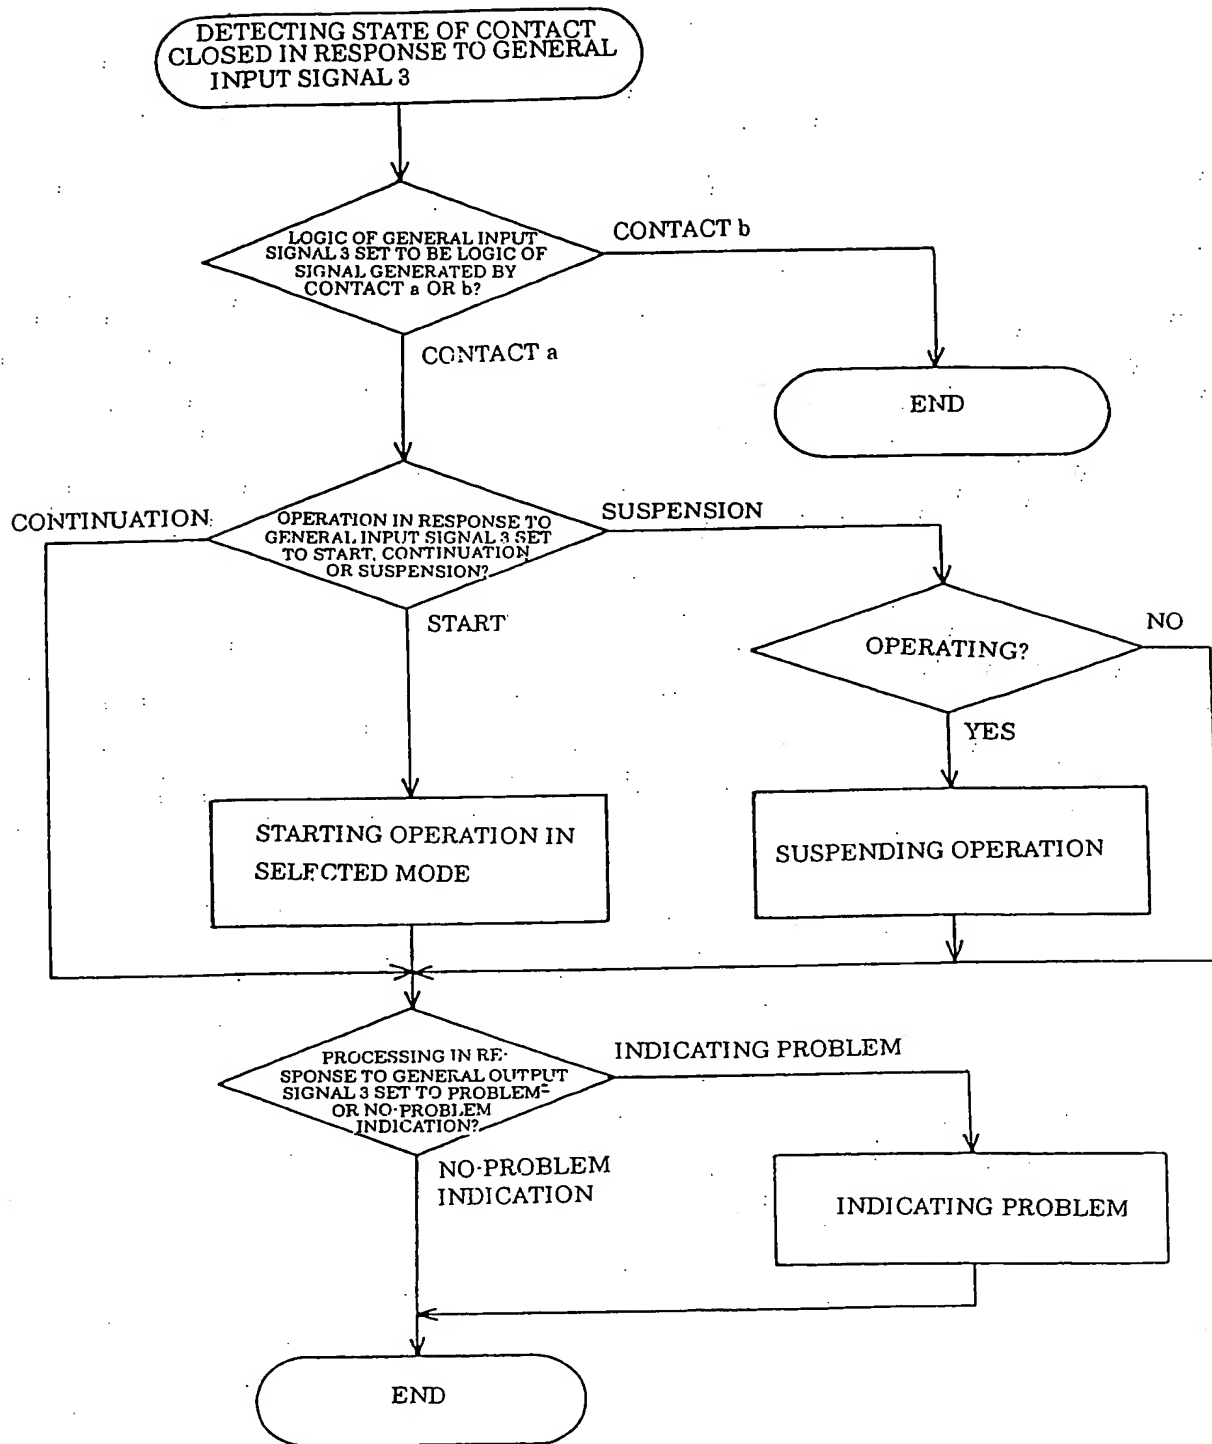 DETECTING STATE OF CONTACT
CLOSED IN RESPONSE TO GENERAL
INPUT SIGNAL 3
LOGIC OF GENERAL INPUT
SIGNAL 3 SET TO BE LOGIC OF
SIGNAL GENERATED BY
CONTACT a OR b?
CONTACT b
CONTACT a
END
CONTINUATION
OPERATION IN RESPONSE TO
GENERAL INPUT SIGNAL 3 SET
TO START, CONTINUATION
OR SUSPENSION?
SUSPENSION
START
OPERATING?
NO
YES
STARTING OPERATION IN
SELECTED MODE
SUSPENDING OPERATION
PROCESSING IN RE-
SPONSE TO GENERAL OUTPUT
SIGNAL 3 SET TO PROBLEM-
OR NO-PROBLEM
INDICATION?
INDICATING PROBLEM
NO-PROBLEM
INDICATION
INDICATING PROBLEM
END